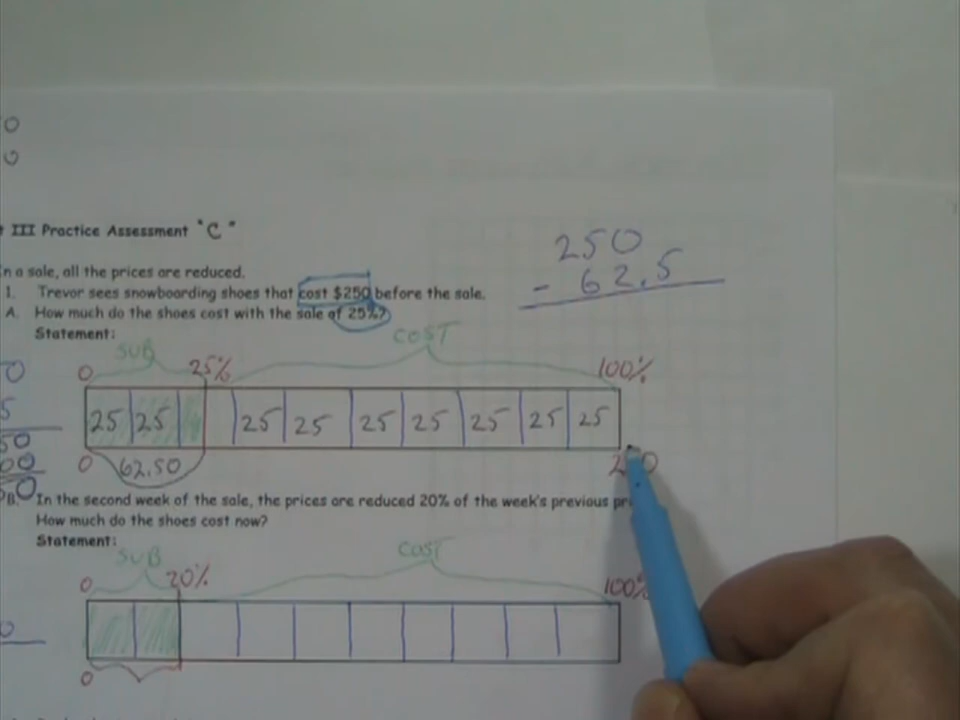 0
0
III Practice Assessment "C"
In a sale, all the prices are reduced.
1. Trevor sees snowboarding shoes that cost $250 before the sale.
A. How much do the shoes cost with the sale of 25%?
Statement:
250
- 62.5
SUB COST
0 25% 100%
25 25 25 25 25 25 25 25 25
0 62.50
B. In the second week of the sale, the prices are reduced 20% of the week's previous
How much do the shoes cost now?
Statement:
SUB COST
0 20% 100%
0